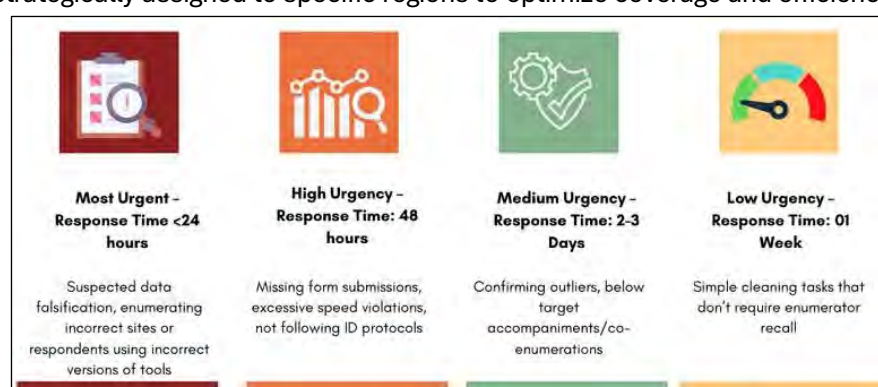 strategically assigned to specific regions to optimize coverage and
Most Urgent –
Response Time <24
hours
Suspected data
falsification, enumerating
incorrect sites or
respondents using incorrect
versions of tools
High Urgency –
Response Time: 48
hours
Missing form submissions,
excessive speed violations,
not following ID protocols
Medium Urgency –
Response Time: 2-3
Days
Confirming outliers, below
target
accompaniments/co-
enumerations
Low Urgency –
Response Time: 01
Week
Simple cleaning tasks that
don't require enumerator
recall